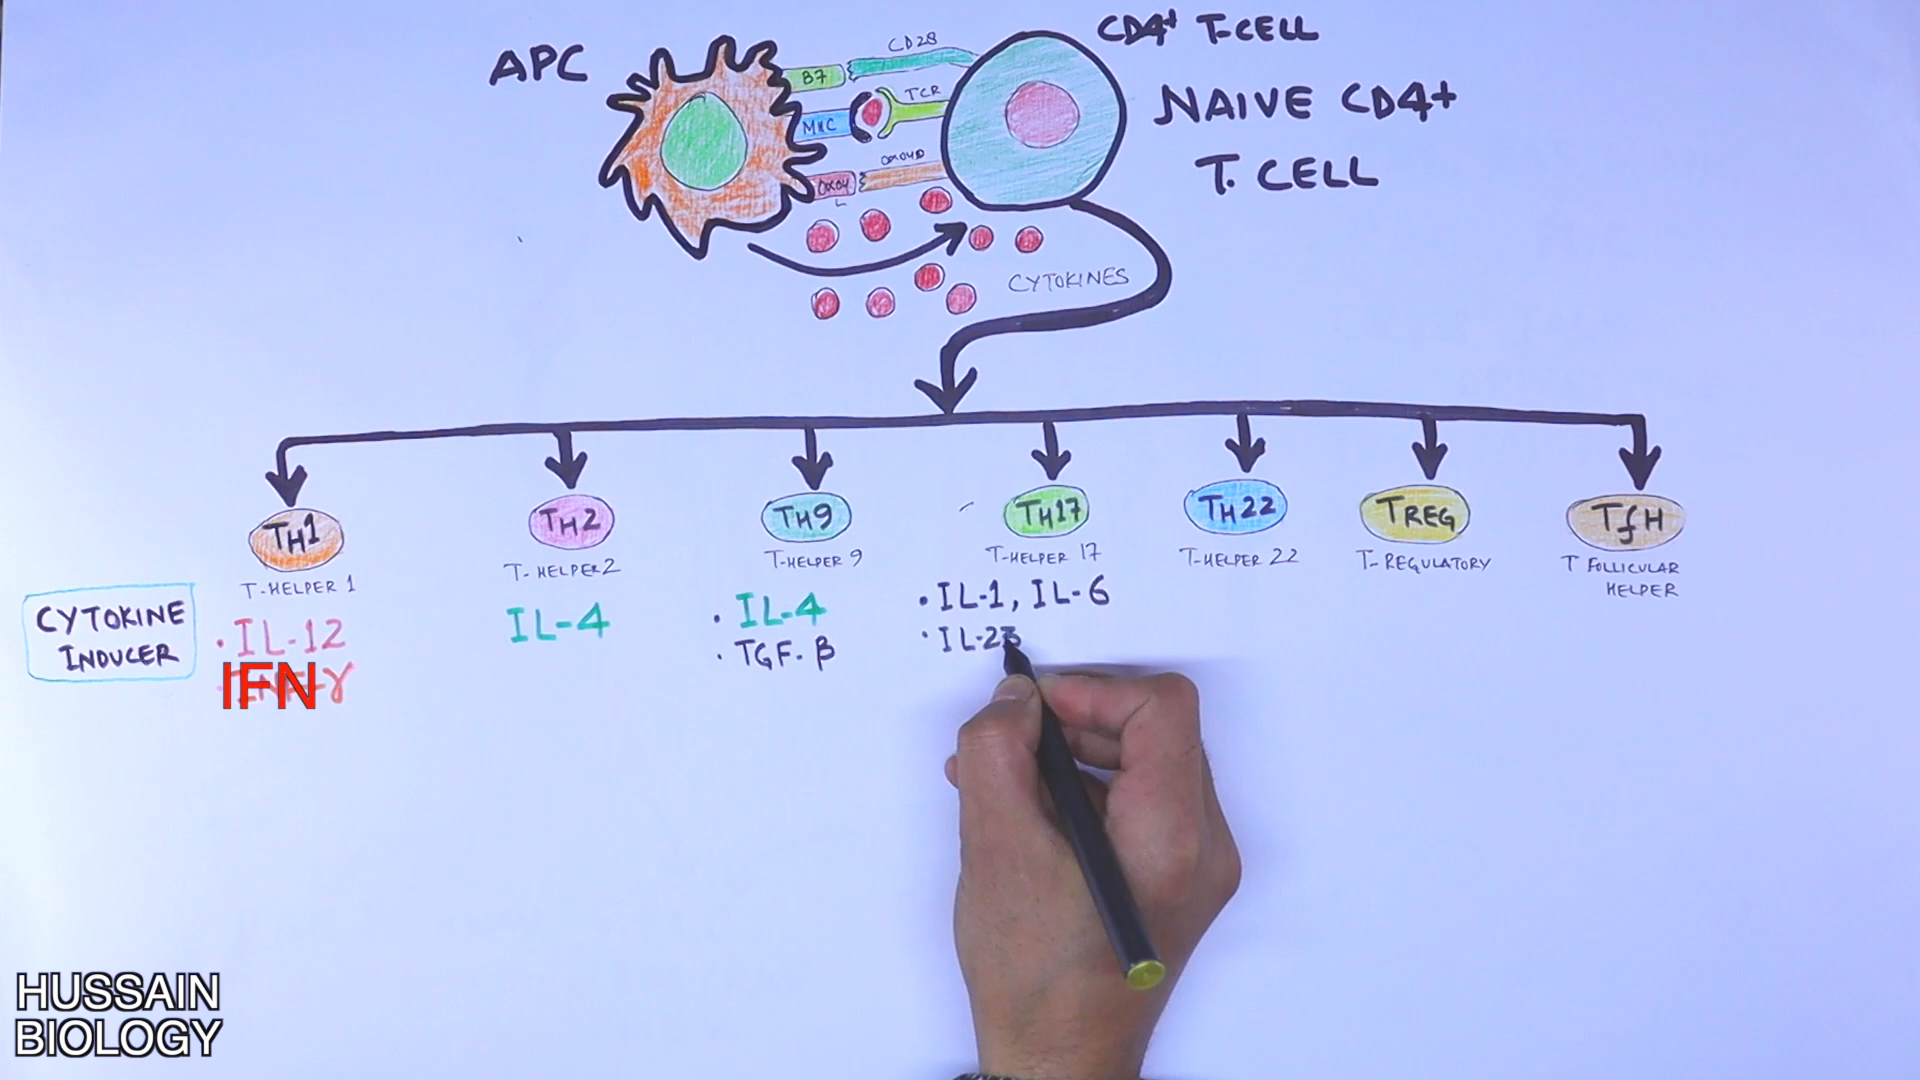 APC
CD28
CD4+ T-CELL
B7
TCR
NAIVE CD4+
T. CELL
MHC
OX04
L
CYTOKINES
TH1
TH2
TH9
TH17
TH22
TREG
TfH
T-HELPER 1
T-HELPER 2
T-HELPER 9
T-HELPER 17
T-HELPER 22
T-REGULATORY
T FOLLICULAR
HELPER
CYTOKINE
INDUCER
• IL-12
IFN-γ
IL-4
• IL-4
• TGF-β
• IL-1, IL-6
• IL-23
HUSSAIN
BIOLOGY